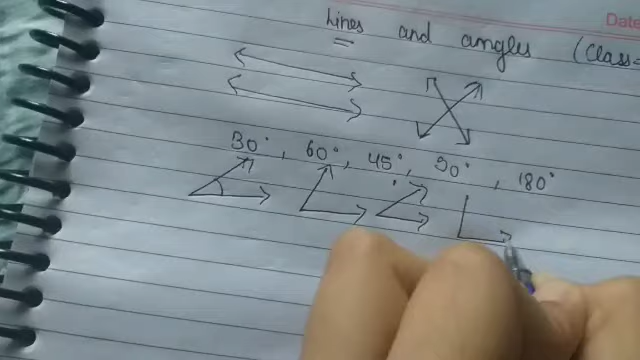 Date
Lines and angles (Class=
30°, 60°, 45°, 90°, 180°